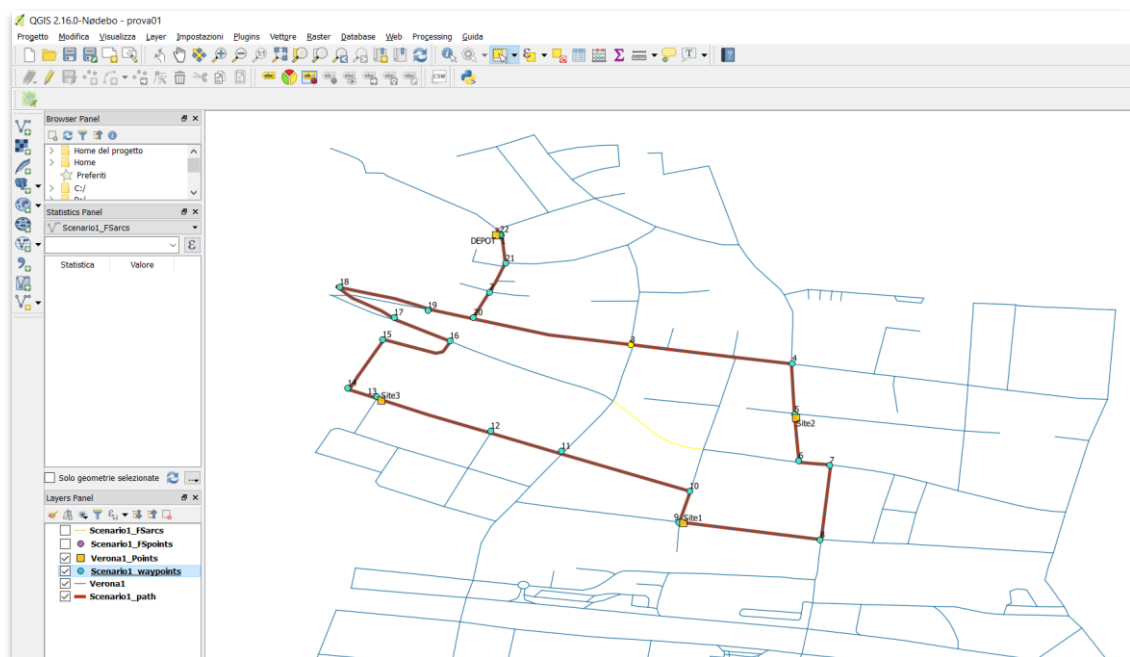 QGIS 2.16.0-Nødebo - prova01
Progetto Modifica Visualizza Layer Impostazioni Plugins Vettore Raster Database Web Processing Guida
CSW
Browser Panel
Home del progetto
Home
Preferiti
C:/
Statistics Panel
Scenario1_FSarcs
Statistica Valore
Solo geometrie selezionate
Layers Panel
Scenario1_FSarcs
Scenario1_FSpoints
Verona1_Points
Scenario1_waypoints
Verona1
Scenario1_path
22
DEPOT
21
18
19
20
17
15
16
4
14
13
Site3
5
Site2
12
11
6
7
10
9
Site1
8